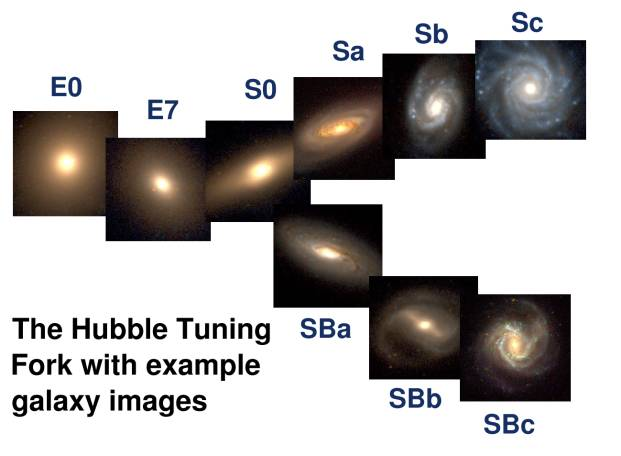 E0
E7
S0
Sa
Sb
Sc
SBa
SBb
SBc
The Hubble Tuning
Fork with example
galaxy images